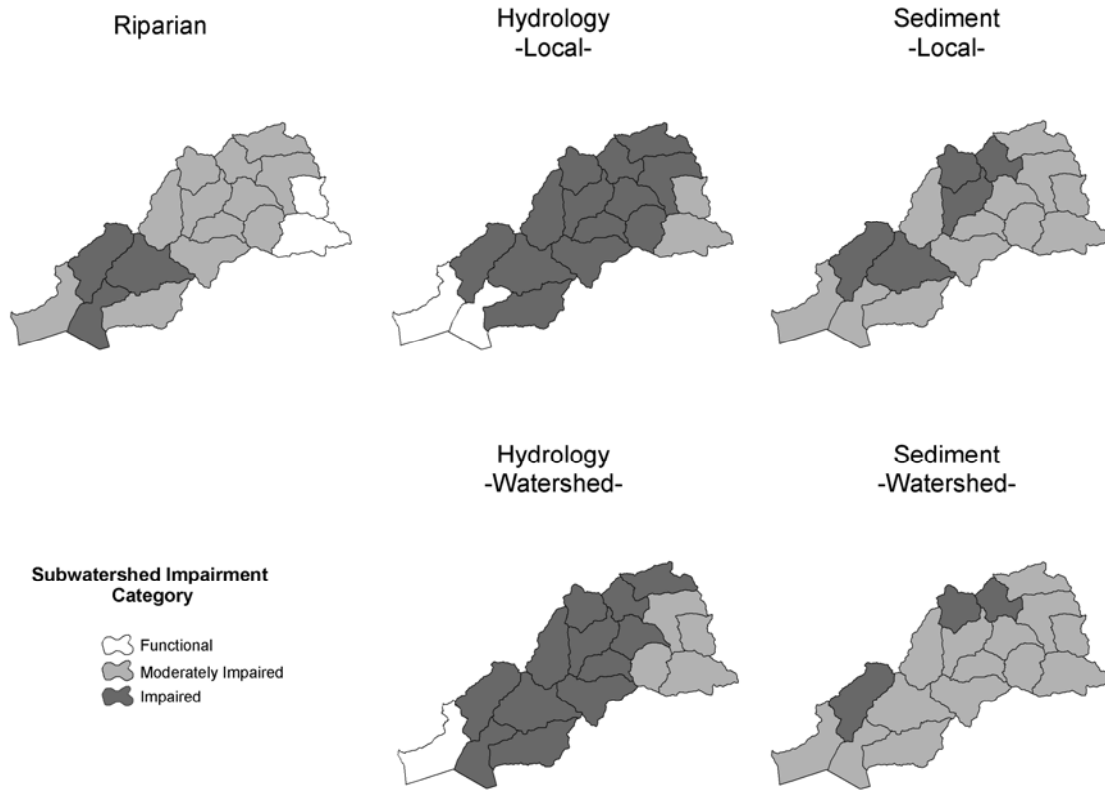 Riparian
Hydrology
-Local-
Sediment
-Local-
Hydrology
-Watershed-
Sediment
-Watershed-
Subwatershed Impairment
Category
Functional
Moderately Impaired
Impaired